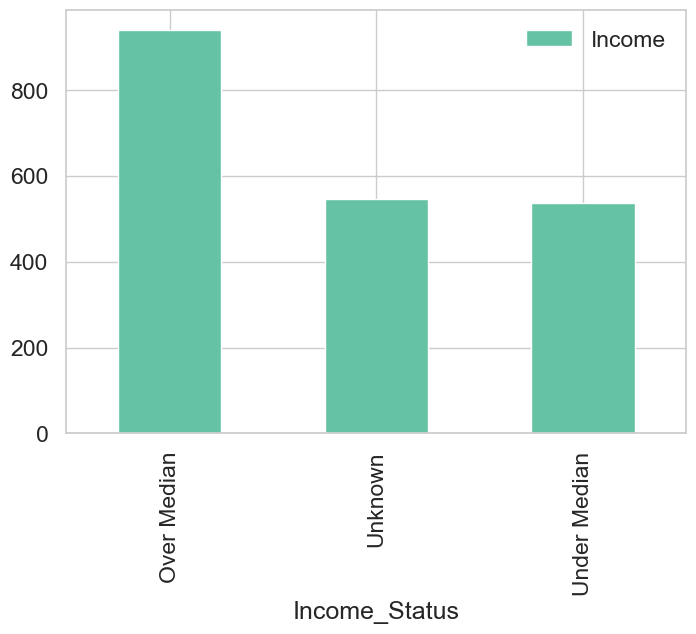 Income
800
600
400
200
0
Over Median
Unknown
Under Median
Income_Status